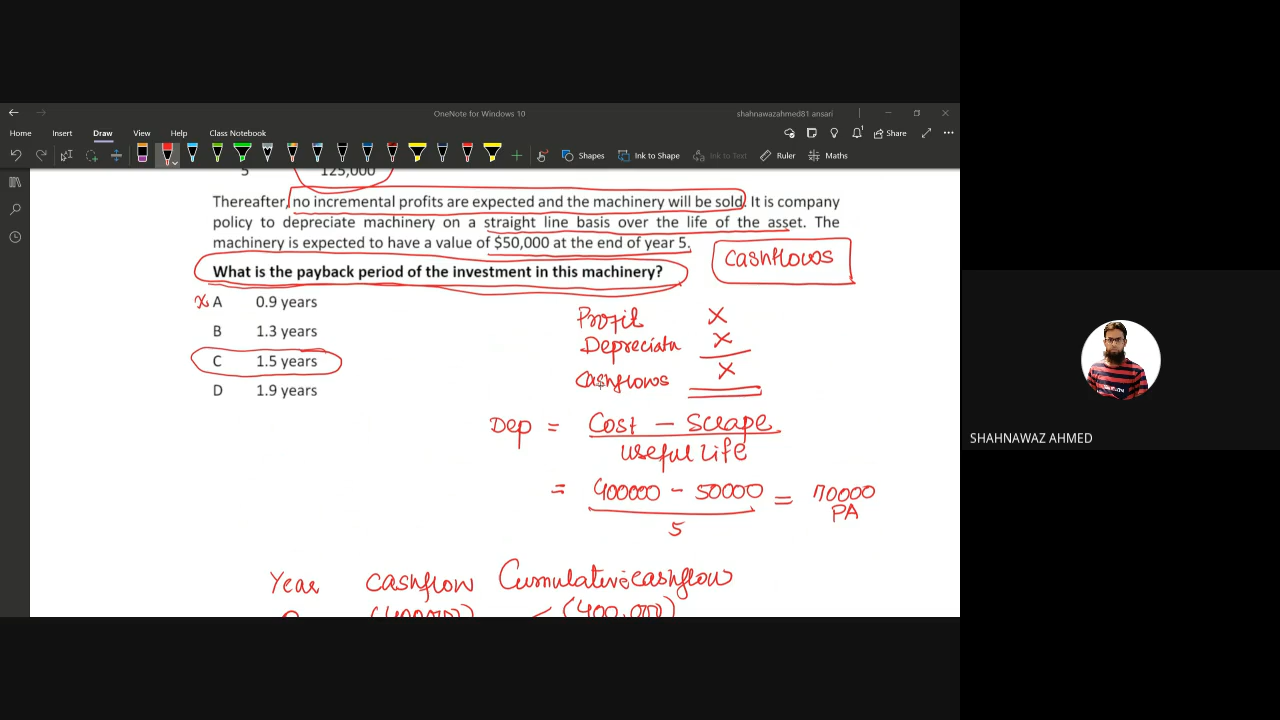 OneNote for Windows 10
shahnawazahmed81 ansari
Home Insert Draw View Help Class Notebook
Share
Shapes Ink to Shape Ink to Text Ruler Maths
5 125,000
Thereafter, no incremental profits are expected and the machinery will be sold. It is company
policy to depreciate machinery on a straight line basis over the life of the asset. The
machinery is expected to have a value of $50,000 at the end of year 5.
Cashflows
What is the payback period of the investment in this machinery?
x A 0.9 years
B 1.3 years
C 1.5 years
D 1.9 years
Profit x
Depreciatn x
Cashflows x
Dep = Cost - Scrape
Useful Life
= 400000 - 50000 = 70000
5 PA
Year Cashflow Cumulative cashflow
0 (400000) (400,000)
SHAHNAWAZ AHMED